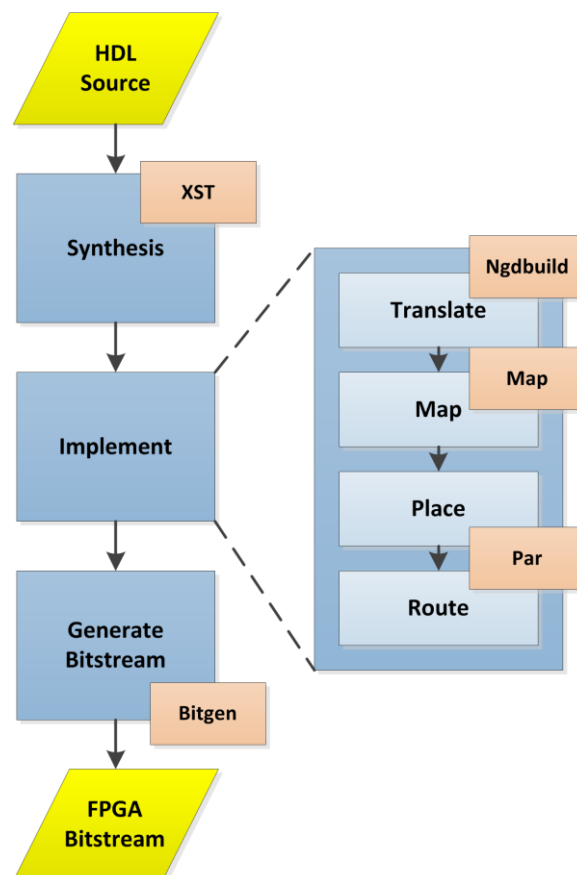 HDL
Source
XST
Synthesis
Implement
Generate
Bitstream
Bitgen
FPGA
Bitstream
Ngdbuild
Translate
Map
Map
Place
Par
Route